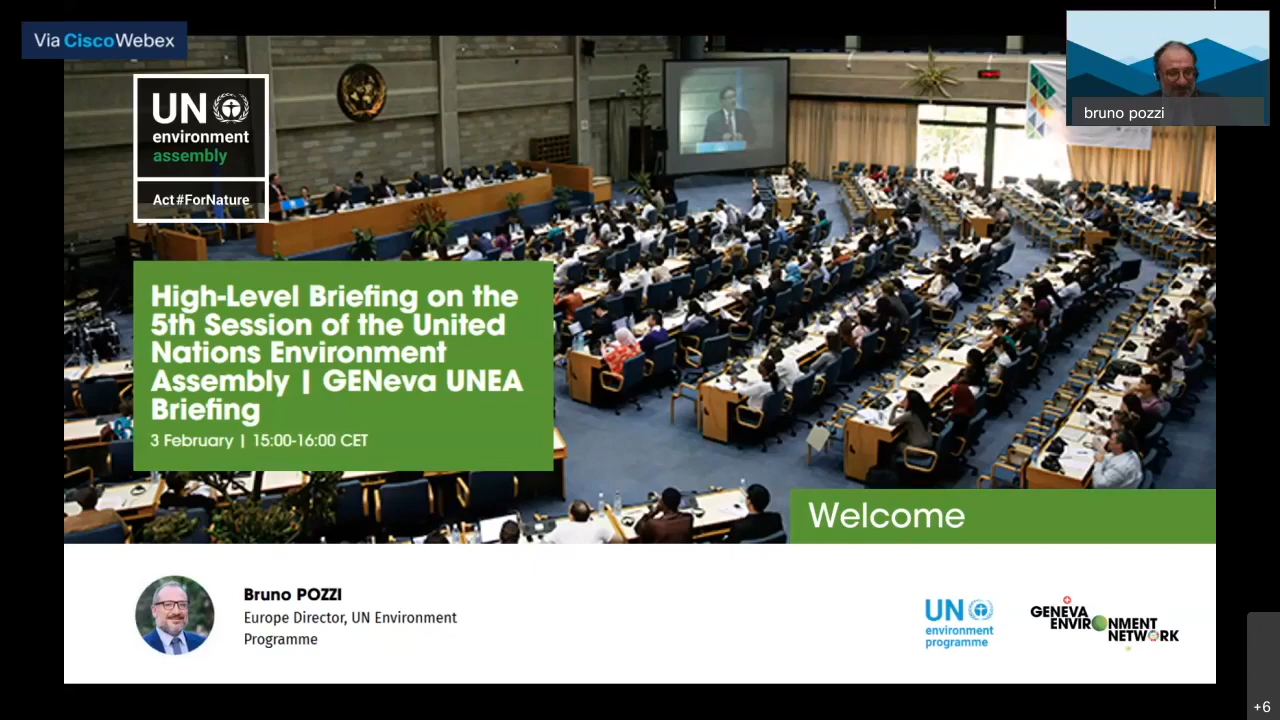 Via CiscoWebex
bruno pozzi
UN
environment
assembly
Act#ForNature
High-Level Briefing on the
5th Session of the United
Nations Environment
Assembly | GENeva UNEA
Briefing
3 February | 15:00-16:00 CET
Welcome
Bruno POZZI
Europe Director, UN Environment
Programme
UN
environment
programme
GENEVA
ENVIRONMENT
NETWORK
+6